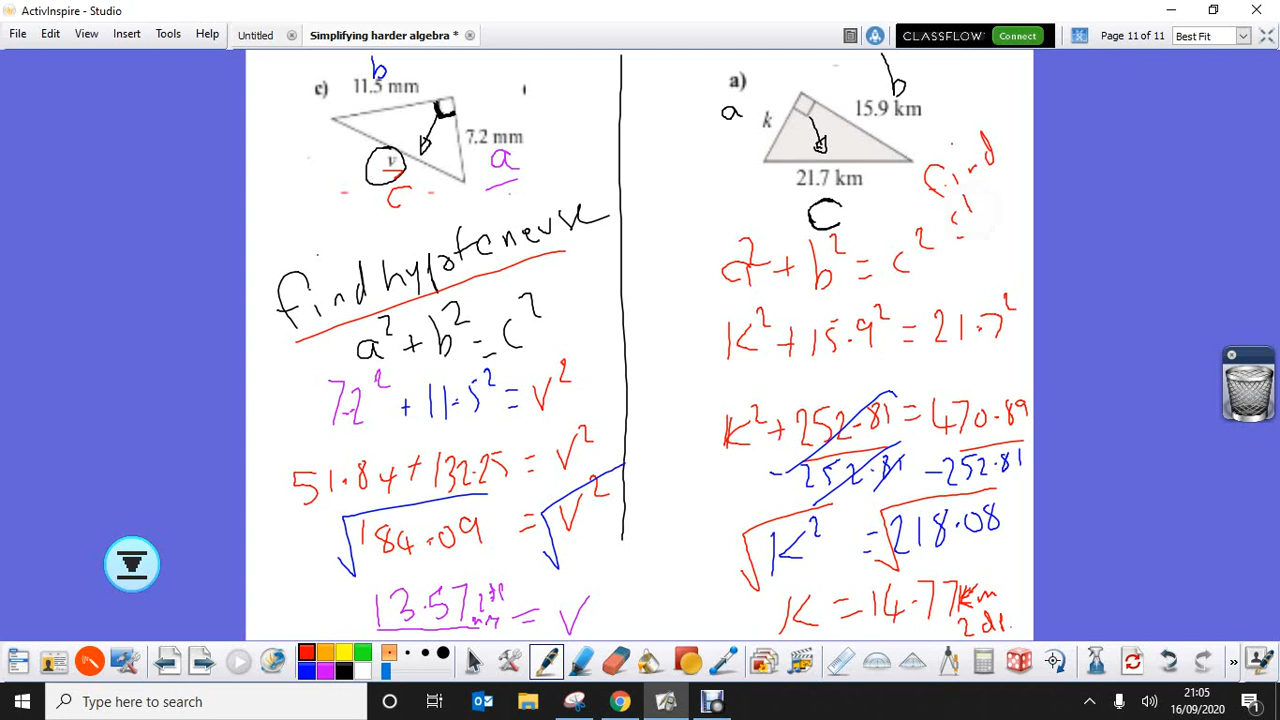 ActivInspire - Studio
File Edit View Insert Tools Help
Untitled
Simplifying harder algebra *
CLASSFLOW Connect
Page 11 of 11
Best Fit
c)
b
11.5 mm
7.2 mm
v
c
a
find hypoteneuse
a² + b² = c²
7.2² + 11.5² = v²
51.84 + 132.25 = v²
√184.09 = √v²
13.57 mm = v
a)
b
a
k
15.9 km
21.7 km
C
find
a² + b² = c²
K² + 15.9² = 21.7²
K² + 252.81 = 470.89
- 252.81 - 252.81
√K² = √218.08
K = 14.77 km
2 d.
Type here to search
21:05
16/09/2020